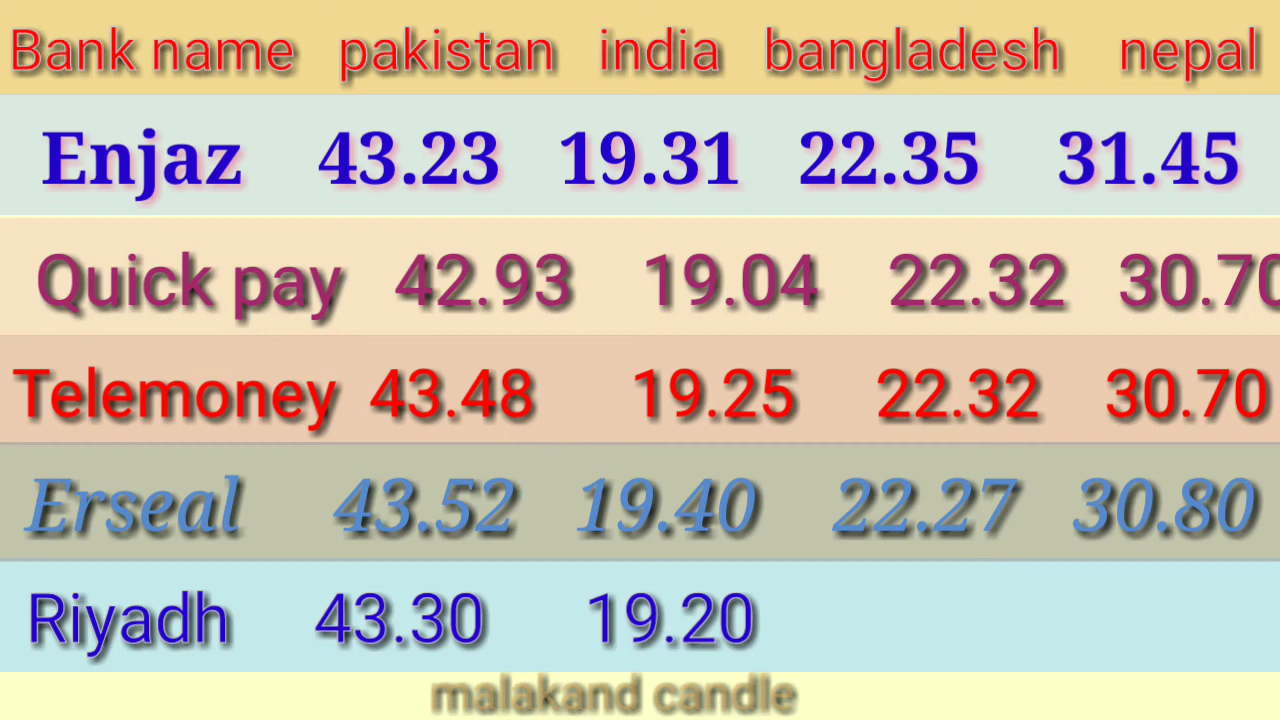 Bank name pakistan india bangladesh nepal
Enjaz 43.23 19.31 22.35 31.45
Quick pay 42.93 19.04 22.32 30.70
Telemoney 43.48 19.25 22.32 30.70
Erseal 43.52 19.40 22.27 30.80
Riyadh 43.30 19.20
malakand candle